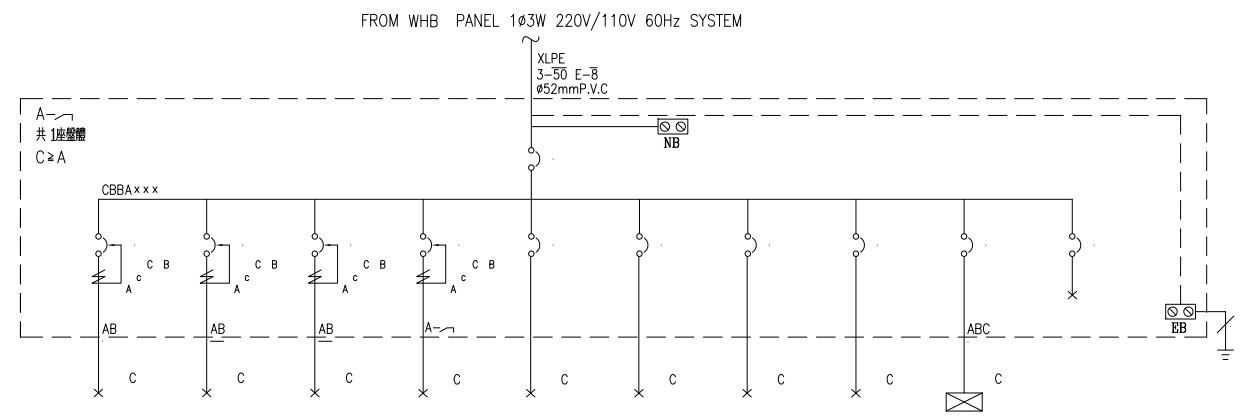 FROM WHB PANEL 1ø3W 220V/110V 60Hz SYSTEM
XLPE
3-50 E-8
ø52mmP.V.C
A-
共 1座盤體
C≥A
NB
CBBA×××
C B C B C B C B
A c A c A c A c
AB AB AB A- ABC
EB
C C C C C C C C C